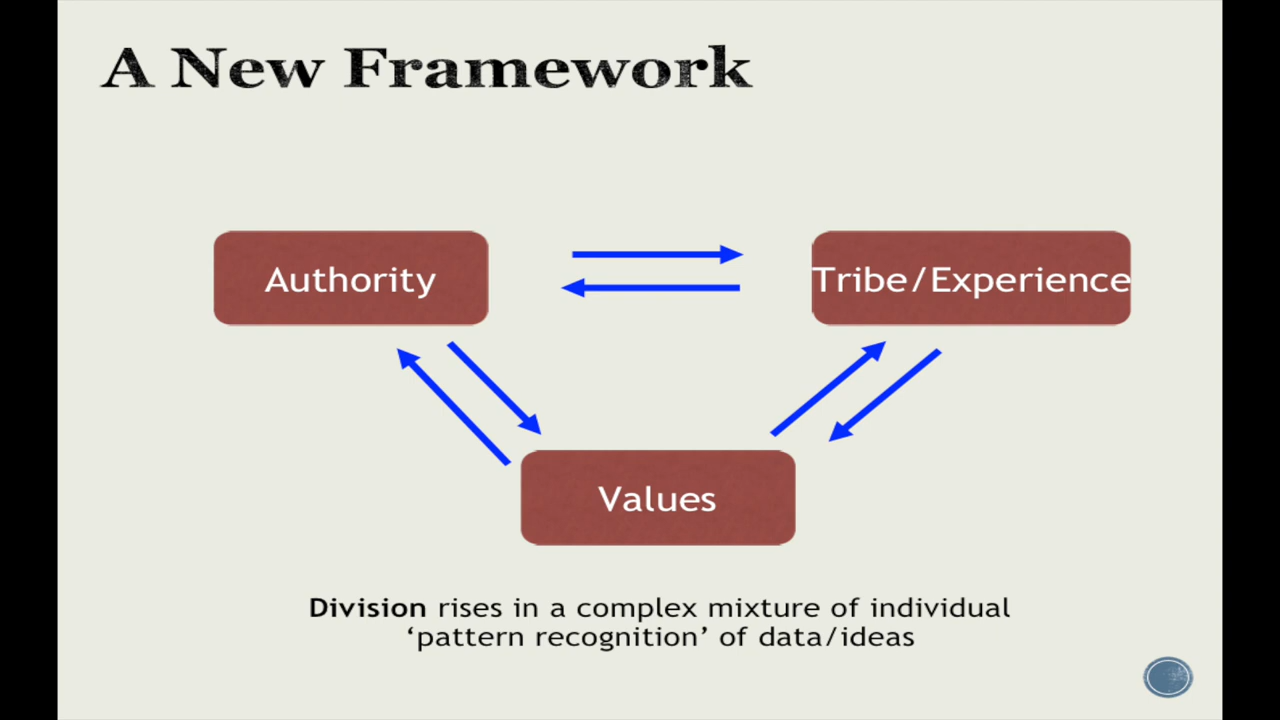 A New Framework
Authority
Tribe/Experience
Values
Division rises in a complex mixture of individual
‘pattern recognition’ of data/ideas